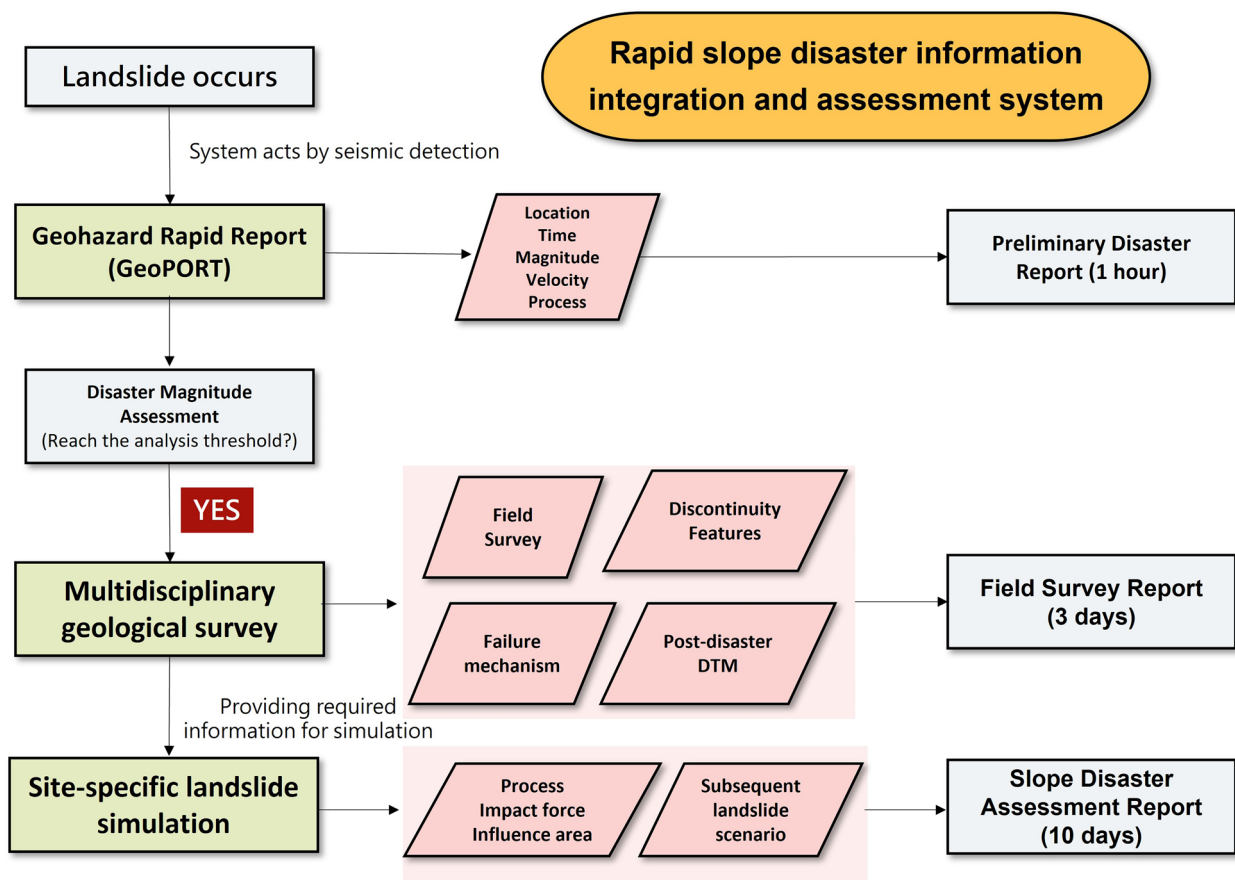 Rapid slope disaster information
integration and assessment system
Landslide occurs
System acts by seismic detection
Geohazard Rapid Report
(GeoPORT)
Location
Time
Magnitude
Velocity
Process
Preliminary Disaster
Report (1 hour)
Disaster Magnitude
Assessment
(Reach the analysis threshold?)
YES
Multidisciplinary
geological survey
Field
Survey
Discontinuity
Features
Failure
mechanism
Post-disaster
DTM
Field Survey Report
(3 days)
Providing required
information for simulation
Site-specific landslide
simulation
Process
Impact force
Influence area
Subsequent
landslide
scenario
Slope Disaster
Assessment Report
(10 days)